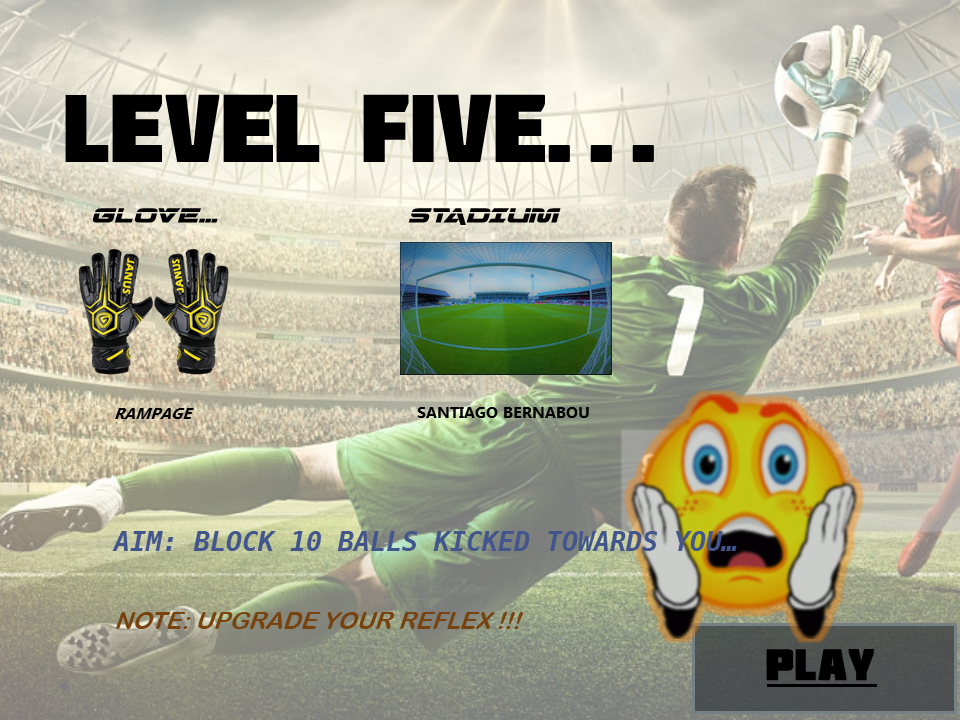 LEVEL FIVE...
GLOVE... STADIUM
JANUS JANUS
1
RAMPAGE SANTIAGO BERNABOU
AIM: BLOCK 10 BALLS KICKED TOWARDS YOU…
NOTE: UPGRADE YOUR REFLEX !!!
PLAY